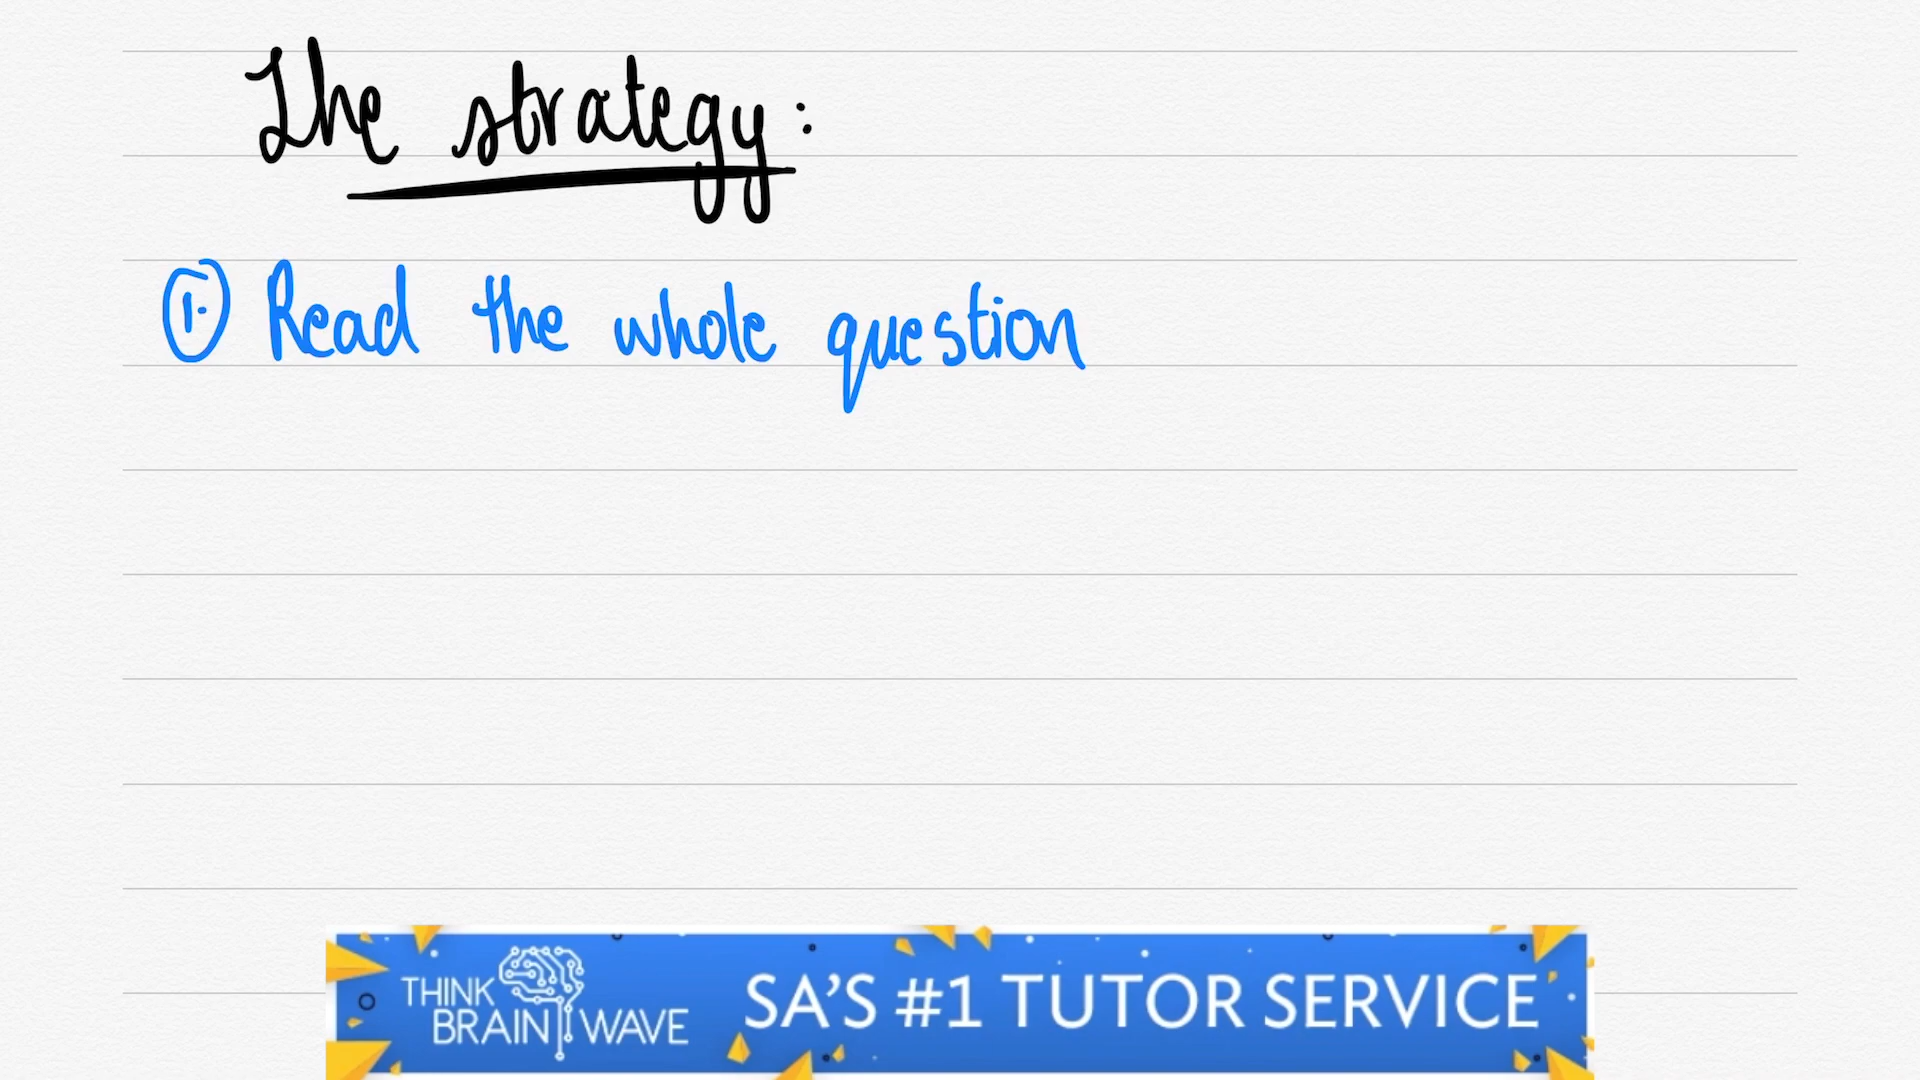 The strategy:
1. Read the whole question
THINK
BRAIN WAVE
SA'S #1 TUTOR SERVICE